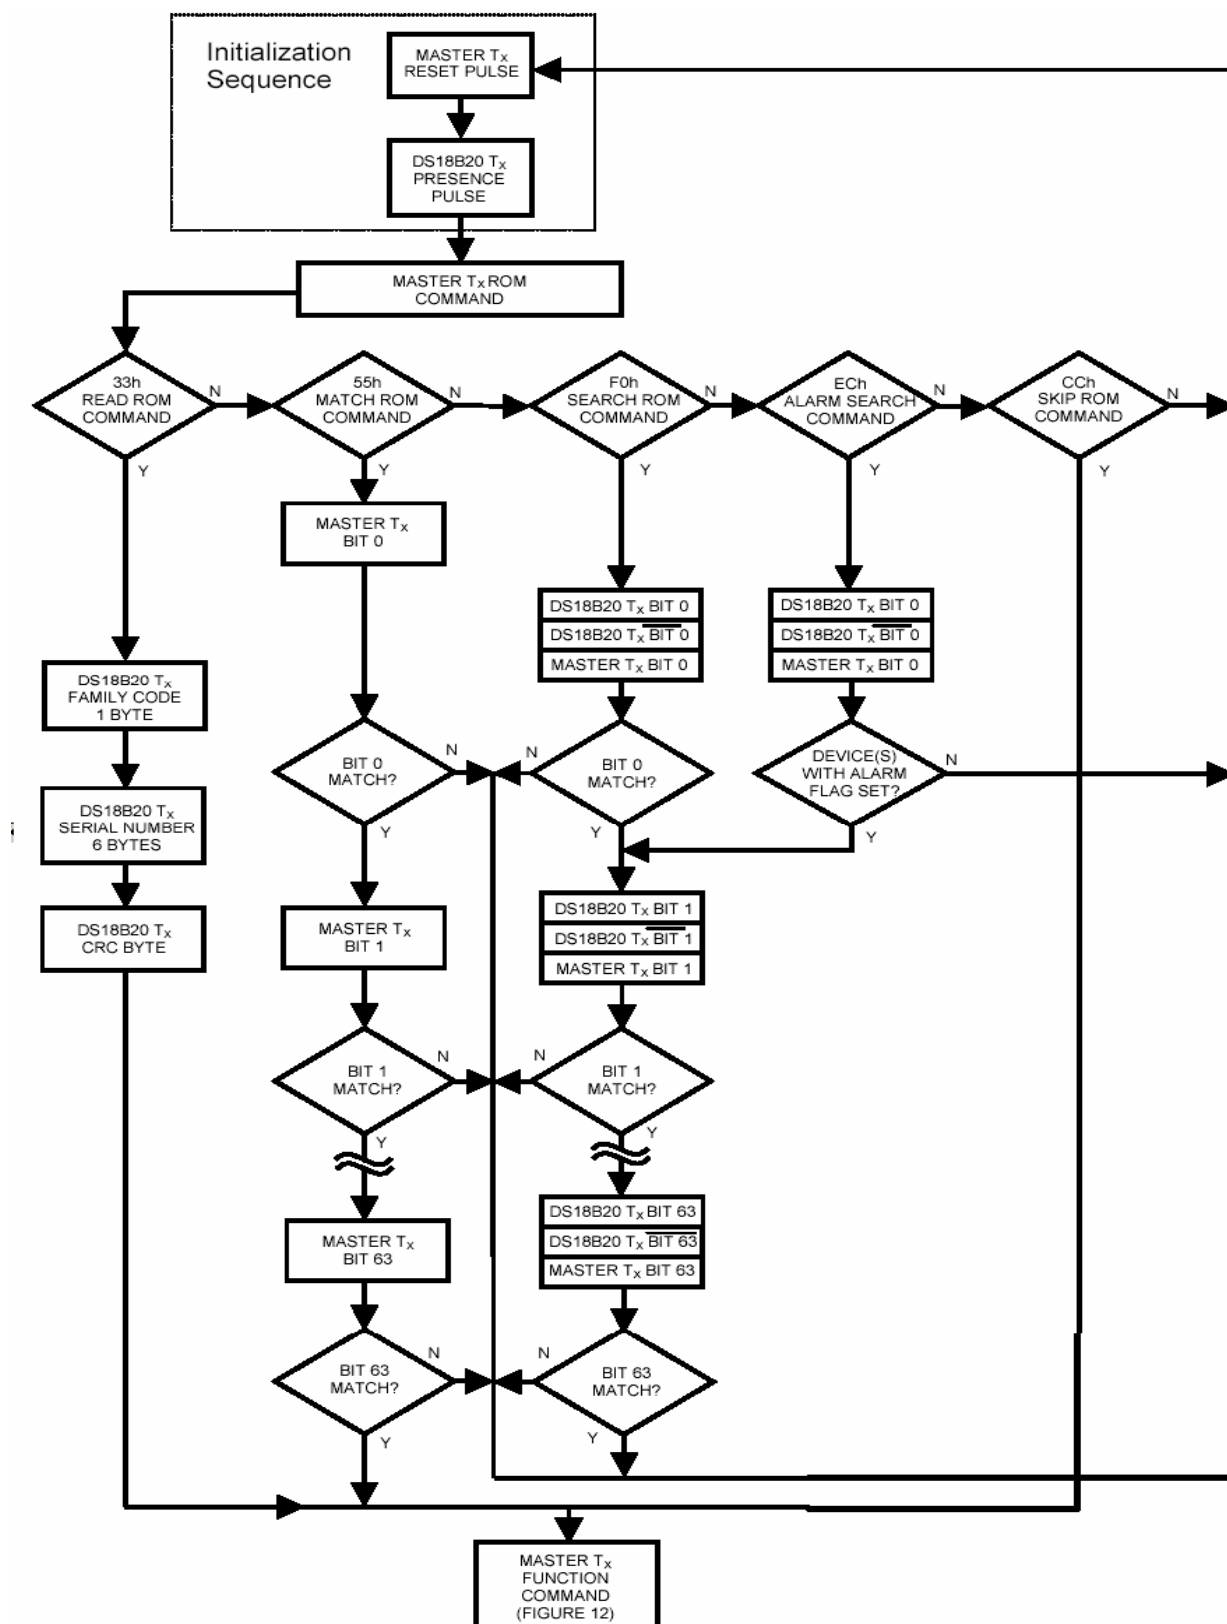 Initialization
Sequence
MASTER Tx
RESET PULSE
DS18B20 Tx
PRESENCE
PULSE
MASTER Tx ROM
COMMAND
33h
READ ROM
COMMAND
N
Y
55h
MATCH ROM
COMMAND
N
Y
F0h
SEARCH ROM
COMMAND
N
Y
ECh
ALARM SEARCH
COMMAND
N
Y
CCh
SKIP ROM
COMMAND
N
Y
MASTER Tx
BIT 0
DS18B20 Tx BIT 0
DS18B20 Tx BIT 0
MASTER Tx BIT 0
DS18B20 Tx BIT 0
DS18B20 Tx BIT 0
MASTER Tx BIT 0
DS18B20 Tx
FAMILY CODE
1 BYTE
BIT 0
MATCH?
N
Y
BIT 0
MATCH?
N
Y
DEVICE(S)
WITH ALARM
FLAG SET?
N
Y
DS18B20 Tx
SERIAL NUMBER
6 BYTES
DS18B20 Tx
CRC BYTE
MASTER Tx
BIT 1
DS18B20 Tx BIT 1
DS18B20 Tx BIT 1
MASTER Tx BIT 1
BIT 1
MATCH?
N
Y
BIT 1
MATCH?
N
Y
MASTER Tx
BIT 63
DS18B20 Tx BIT 63
DS18B20 Tx BIT 63
MASTER Tx BIT 63
BIT 63
MATCH?
N
Y
BIT 63
MATCH?
N
Y
MASTER Tx
FUNCTION
COMMAND
(FIGURE 12)